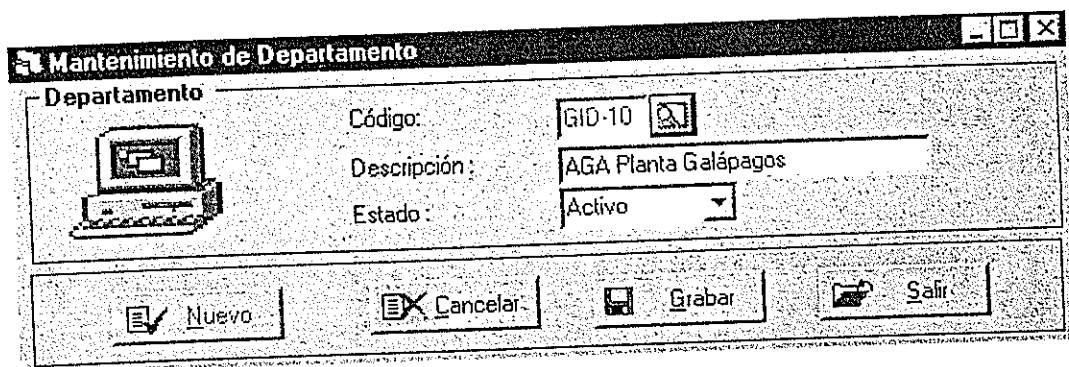 Mantenimiento de Departamento
Departamento
Código: GID-10
Descripción : AGA Planta Galápagos
Estado : Activo
Nuevo Cancelar Grabar Salir